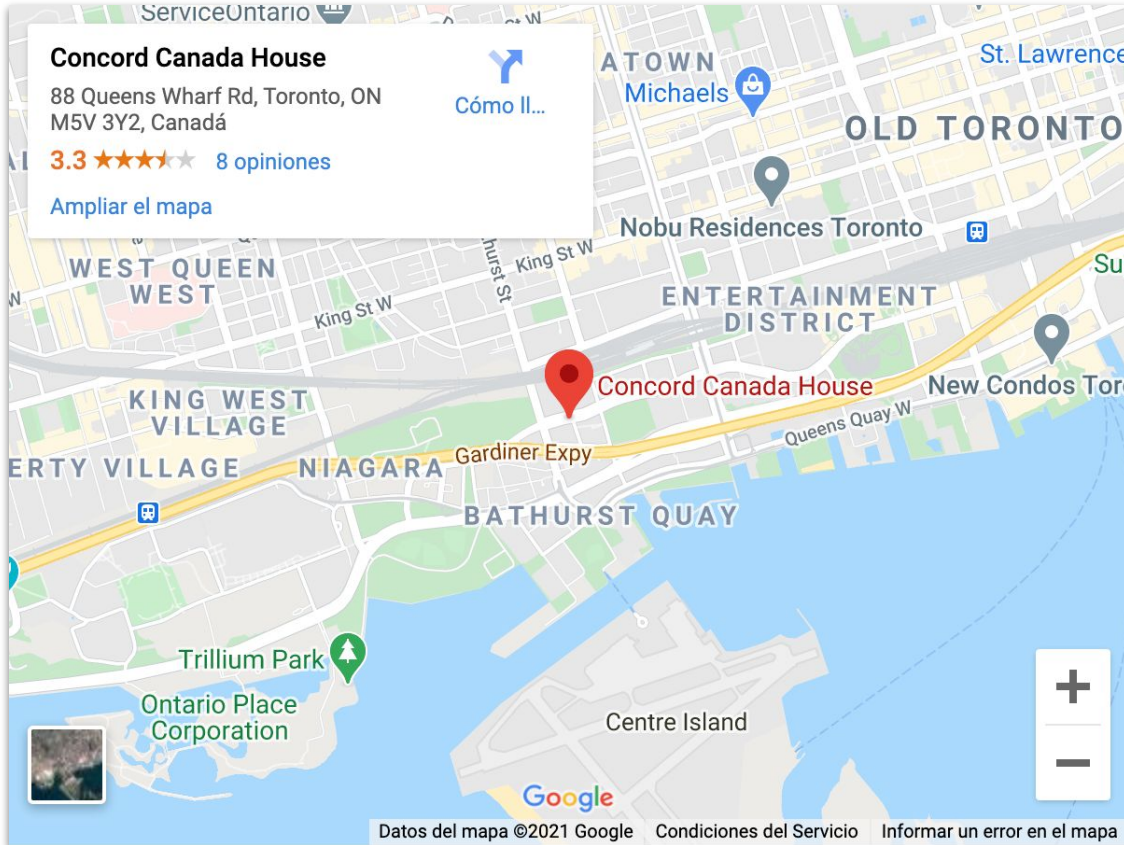 ServiceOntario
Concord Canada House
88 Queens Wharf Rd, Toronto, ON
M5V 3Y2, Canadá
3.3
8 opiniones
Cómo ll...
Ampliar el mapa
ATOWN
Michaels
St. Lawrence
OLD TORONTO
Nobu Residences Toronto
WEST QUEEN
WEST
hurst St
King St W
King St W
ENTERTAINMENT
DISTRICT
Su
Concord Canada House
New Condos Toro
KING WEST
VILLAGE
Queens Quay W
Gardiner Expy
ERTY VILLAGE
NIAGARA
BATHURST QUAY
Trillium Park
Ontario Place
Corporation
Centre Island
Google
Datos del mapa ©2021 Google
Condiciones del Servicio
Informar un error en el mapa